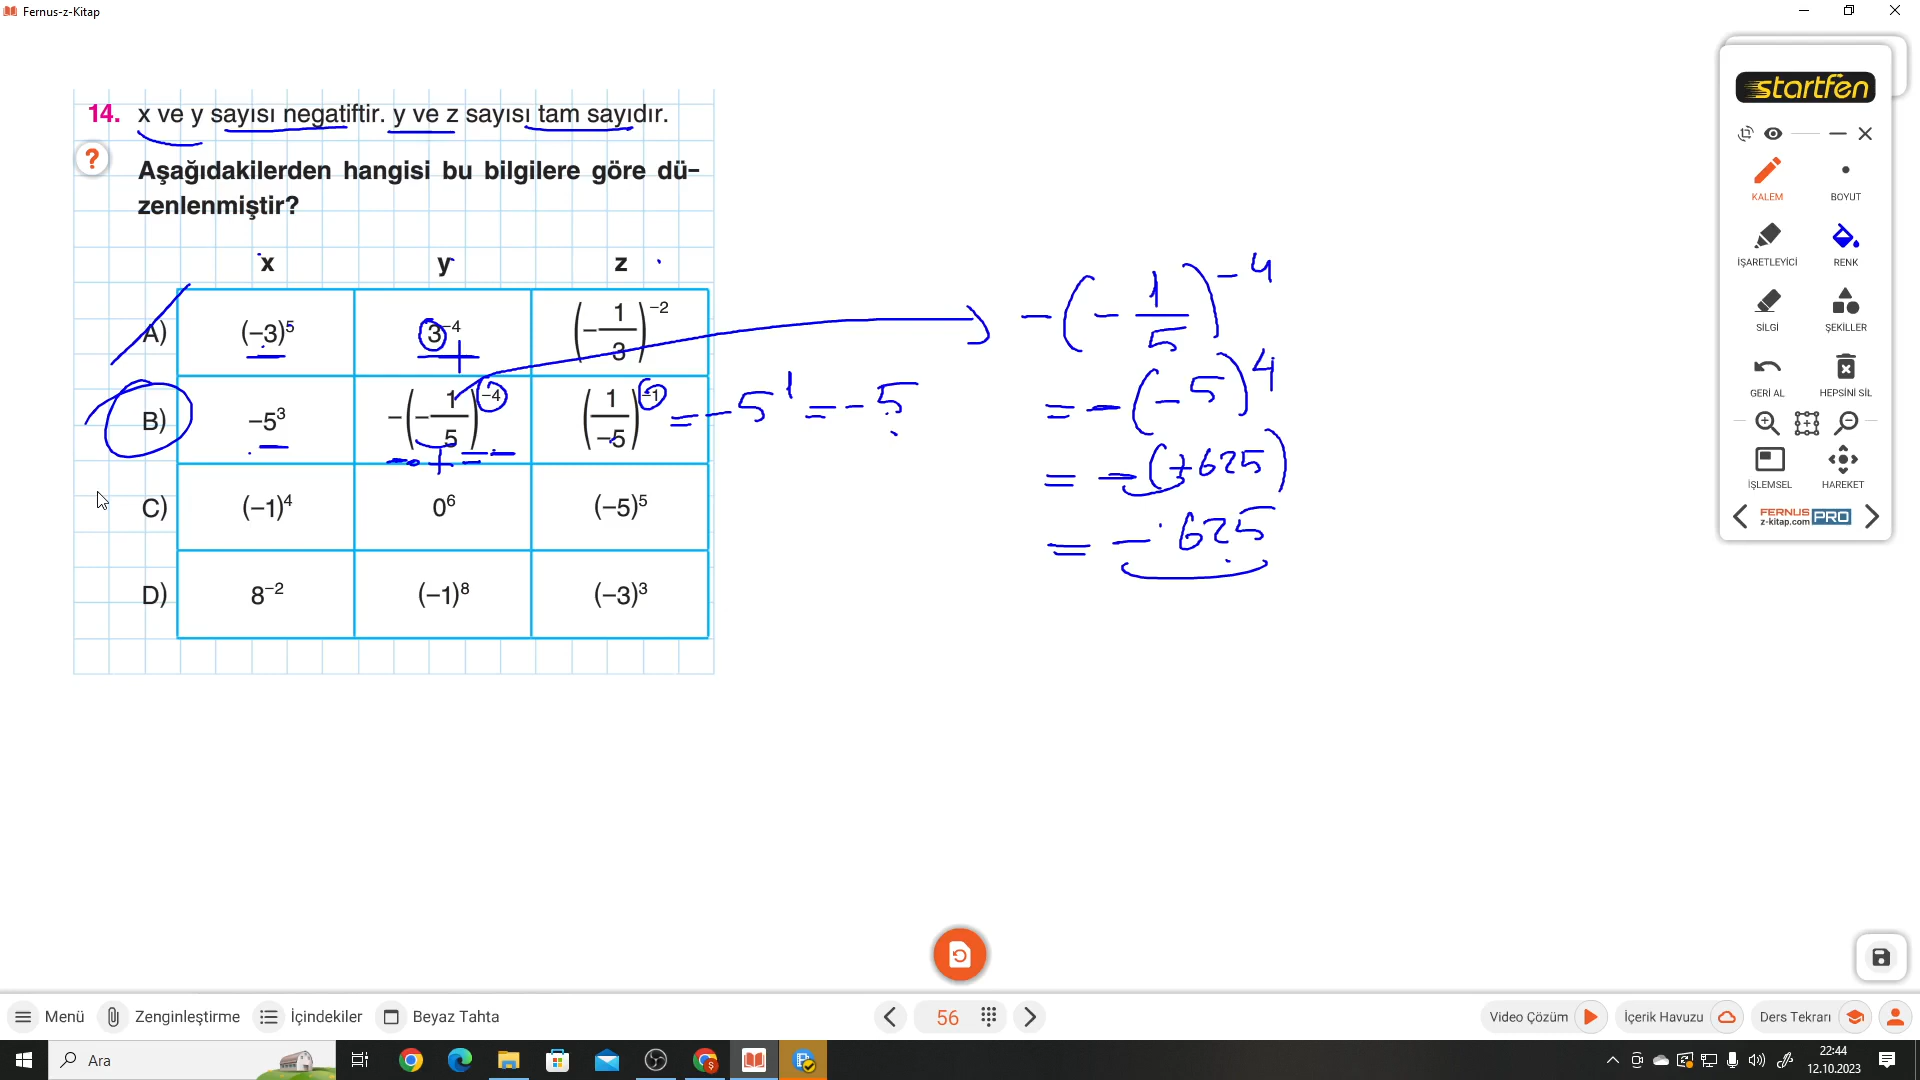 Fernus-z-Kitap
14. x ve y sayısı negatiftir. y ve z sayısı tam sayıdır.
?
Aşağıdakilerden hangisi bu bilgilere göre dü-
zenlenmiştir?
x y z
A) (–3)⁵ 3⁻⁴ (–1/3)⁻²
B) –5³ –(–1/5)⁻⁴ (1/–5)⁻¹ = –5¹ = –5
C) (–1)⁴ 0⁶ (–5)⁵
D) 8⁻² (–1)⁸ (–3)³
– + = –
–(–1/5)⁻⁴
= –(–5)⁴
= –(+625)
= –625
startfen
KALEM BOYUT
İŞARETLEYİCİ RENK
SİLGİ ŞEKİLLER
GERİ AL HEPSİNİ SİL
İŞLEMSEL HAREKET
FERNUS
z-kitap.com PRO
Menü Zenginleştirme İçindekiler Beyaz Tahta 56 Video Çözüm İçerik Havuzu Ders Tekrarı
Ara
22:44
12.10.2023